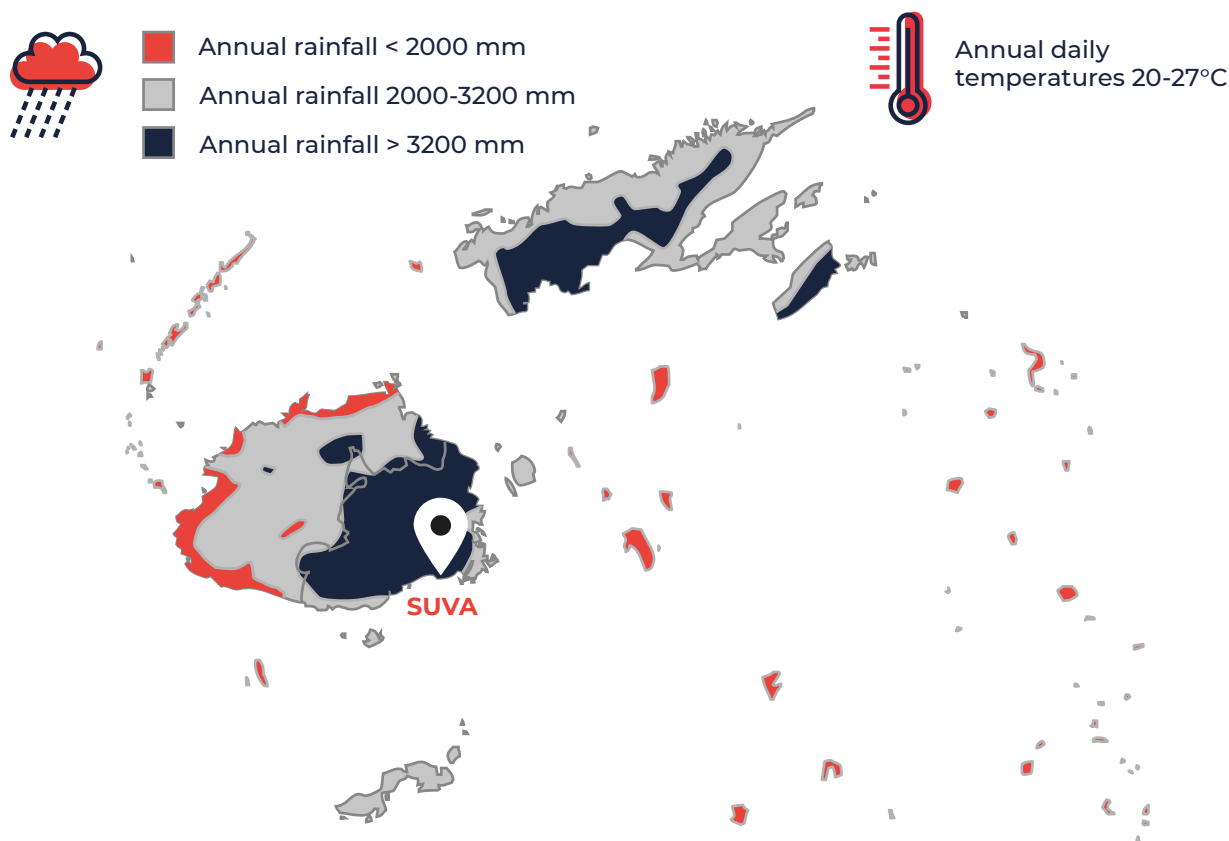 Annual rainfall < 2000 mm
Annual rainfall 2000-3200 mm
Annual rainfall > 3200 mm
Annual daily
temperatures 20-27°C
SUVA